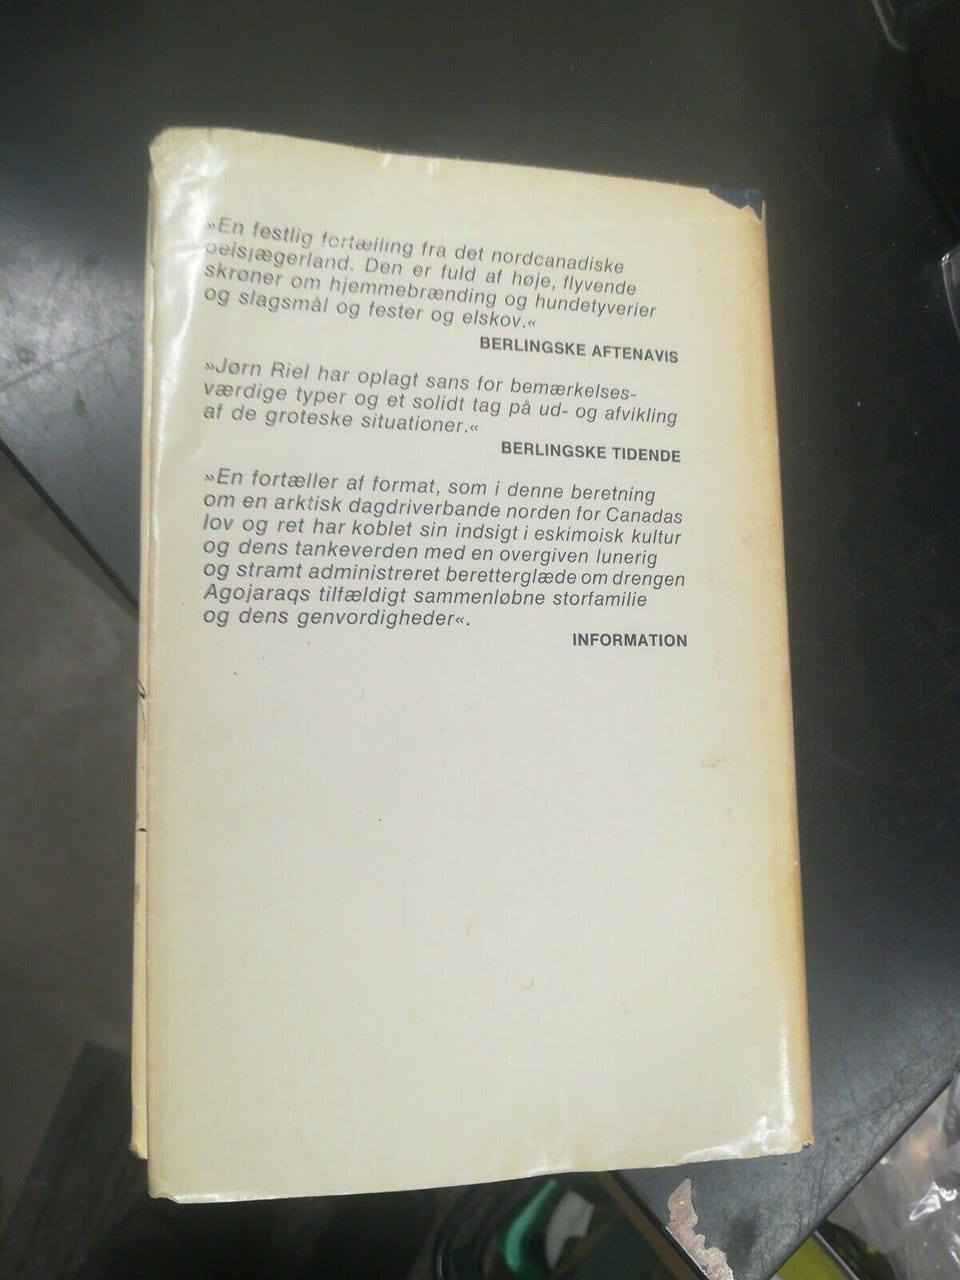 »En festlig fortælling fra det nordcanadiske
pelsjægerland. Den er fuld af høje, flyvende
skrøner om hjemmebrænding og hundetyverier
og slagsmål og fester og elskov.«
BERLINGSKE AFTENAVIS
»Jørn Riel har oplagt sans for bemærkelses-
værdige typer og et solidt tag på ud- og afvikling
af de groteske situationer.«
BERLINGSKE TIDENDE
»En fortæller af format, som i denne beretning
om en arktisk dagdriverbande norden for Canadas
lov og ret har koblet sin indsigt i eskimoisk kultur
og dens tankeverden med en overgiven lunerig
og stramt administreret beretterglæde om drengen
Agojaraqs tilfældigt sammenløbne storfamilie
og dens genvordigheder«.
INFORMATION